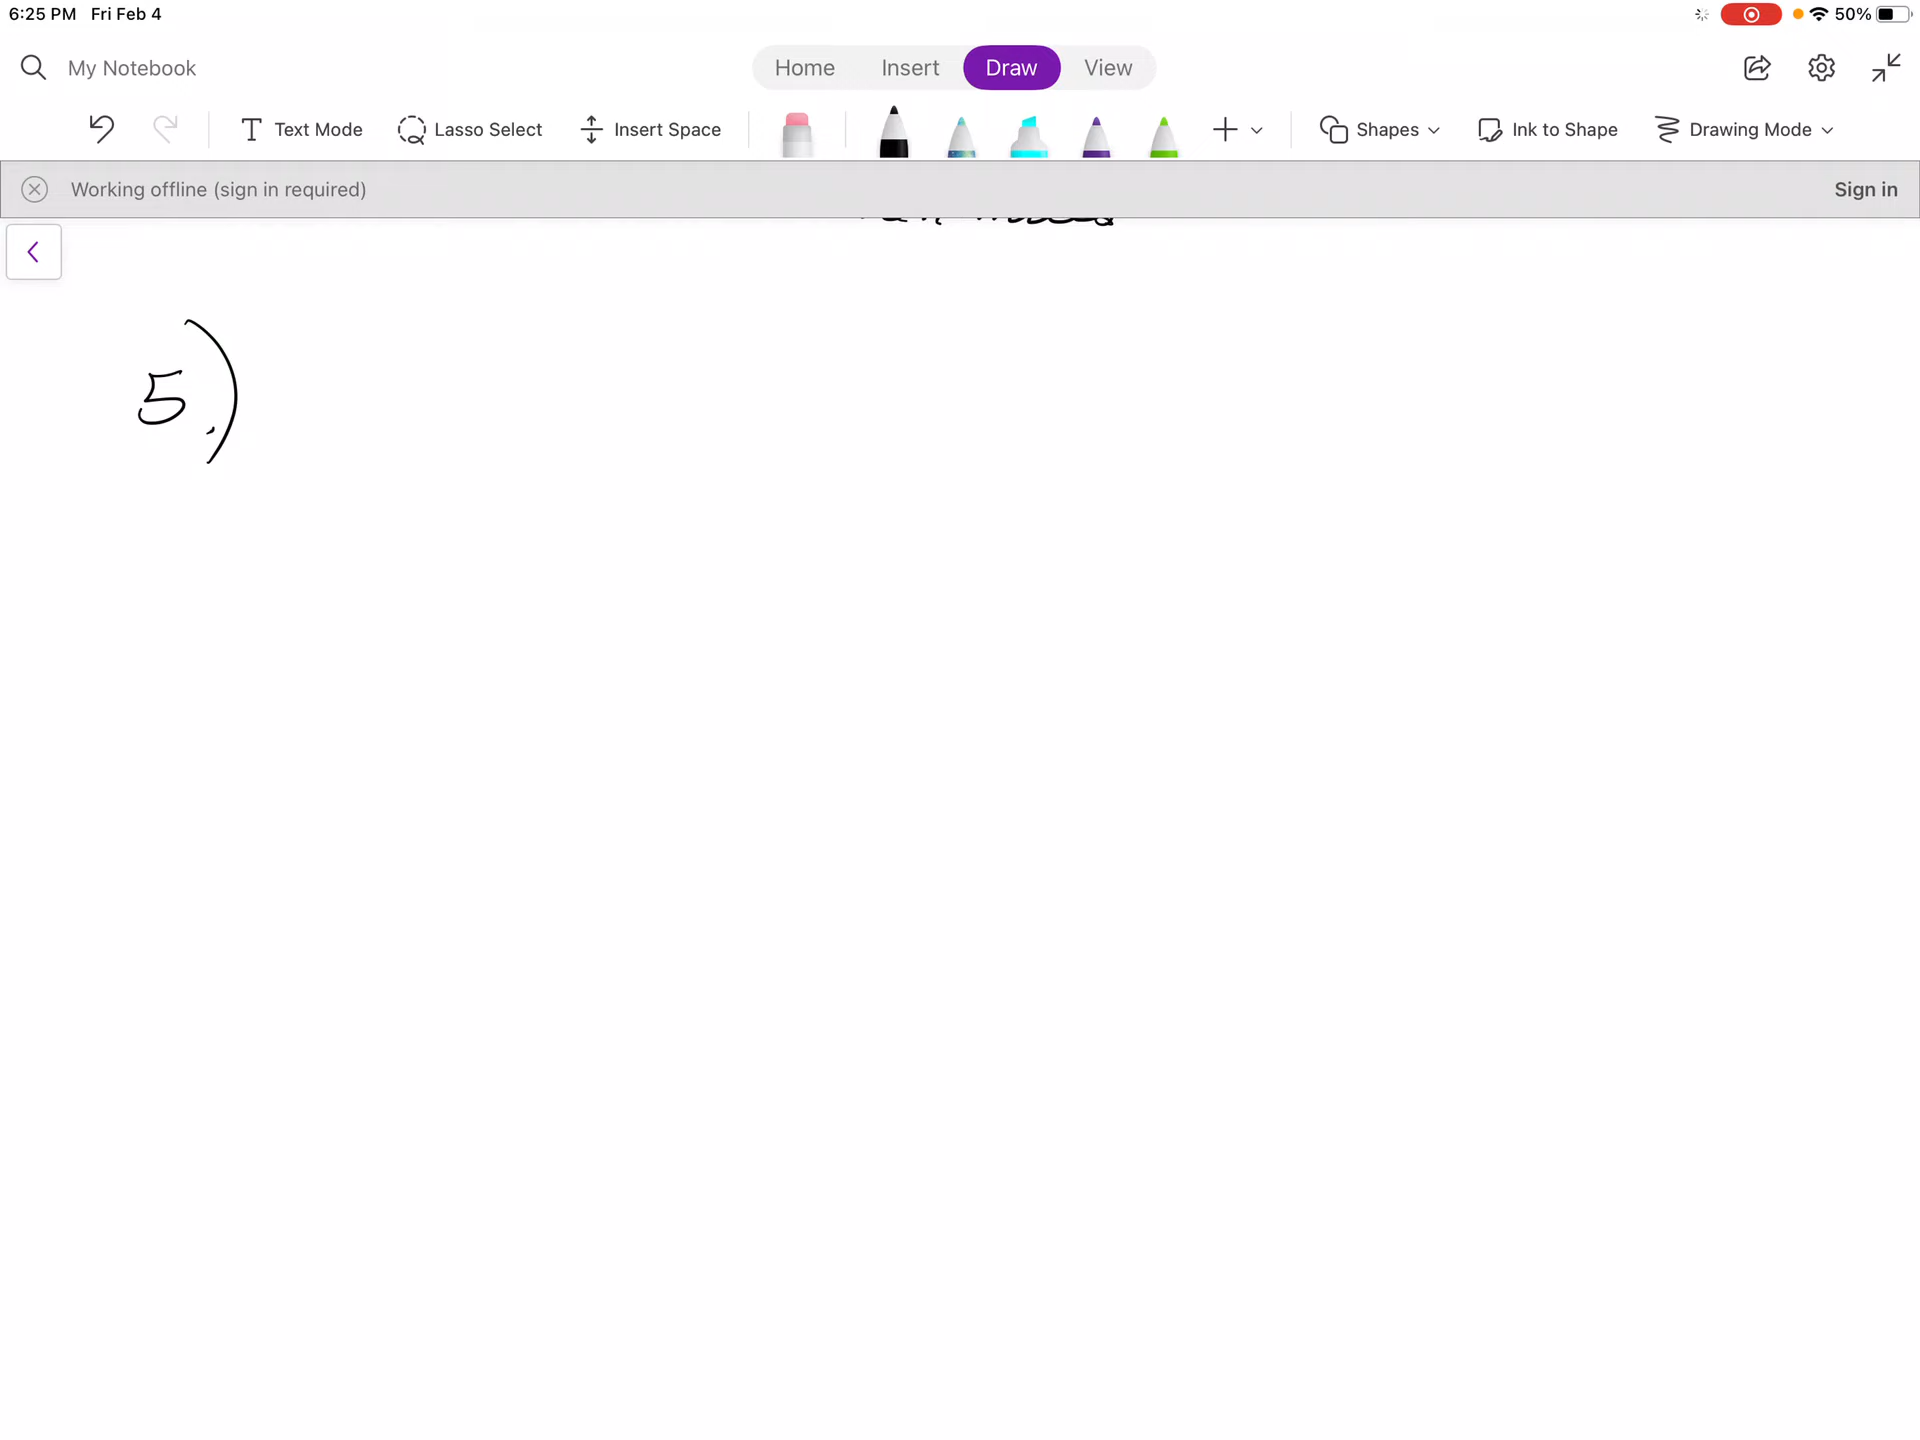 6:25 PM Fri Feb 4 50%
My Notebook Home Insert Draw View
Text Mode Lasso Select Insert Space Shapes Ink to Shape Drawing Mode
Working offline (sign in required) Sign in
5.)